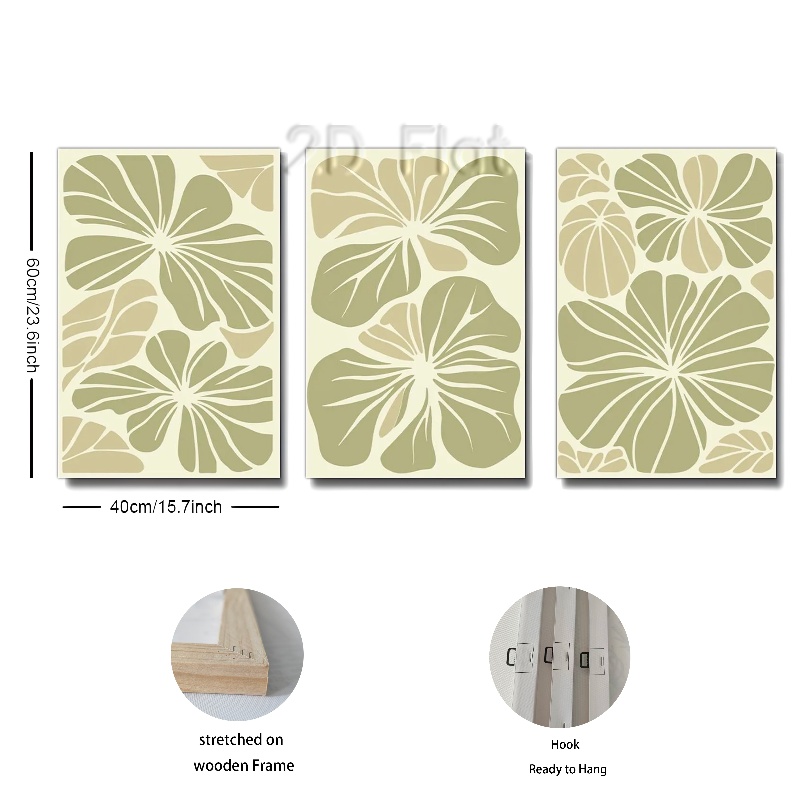 2D Flat
60cm/23.6inch
40cm/15.7inch
stretched on
wooden Frame
Hook
Ready to Hang